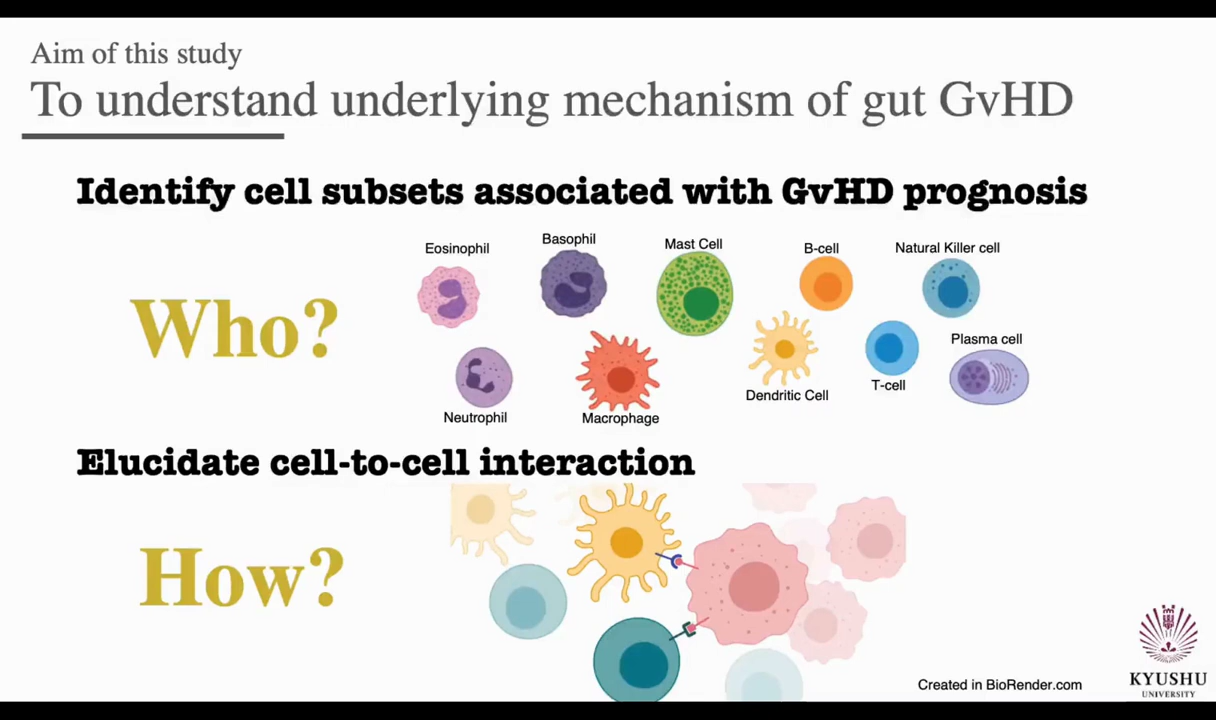 Aim of this study
To understand underlying mechanism of gut GvHD
Identify cell subsets associated with GvHD prognosis
Who?
Eosinophil
Basophil
Mast Cell
B-cell
Natural Killer cell
Neutrophil
Macrophage
Dendritic Cell
T-cell
Plasma cell
Elucidate cell-to-cell interaction
How?
Created in BioRender.com
KYUSHU
UNIVERSITY